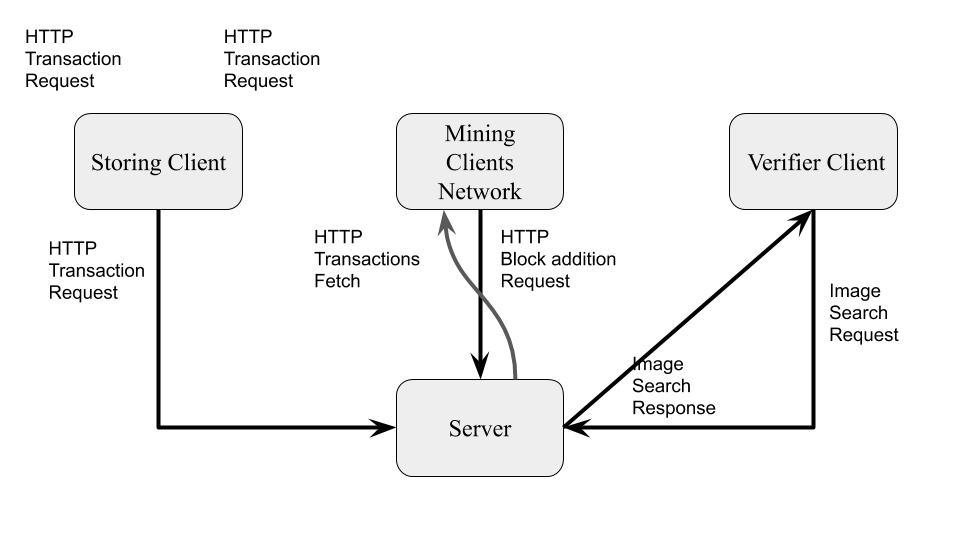 HTTP
Transaction
Request
HTTP
Transaction
Request
Storing Client
Mining
Clients
Network
Verifier Client
HTTP
Transaction
Request
HTTP
Transactions
Fetch
HTTP
Block addition
Request
Image
Search
Request
Image
Search
Response
Server